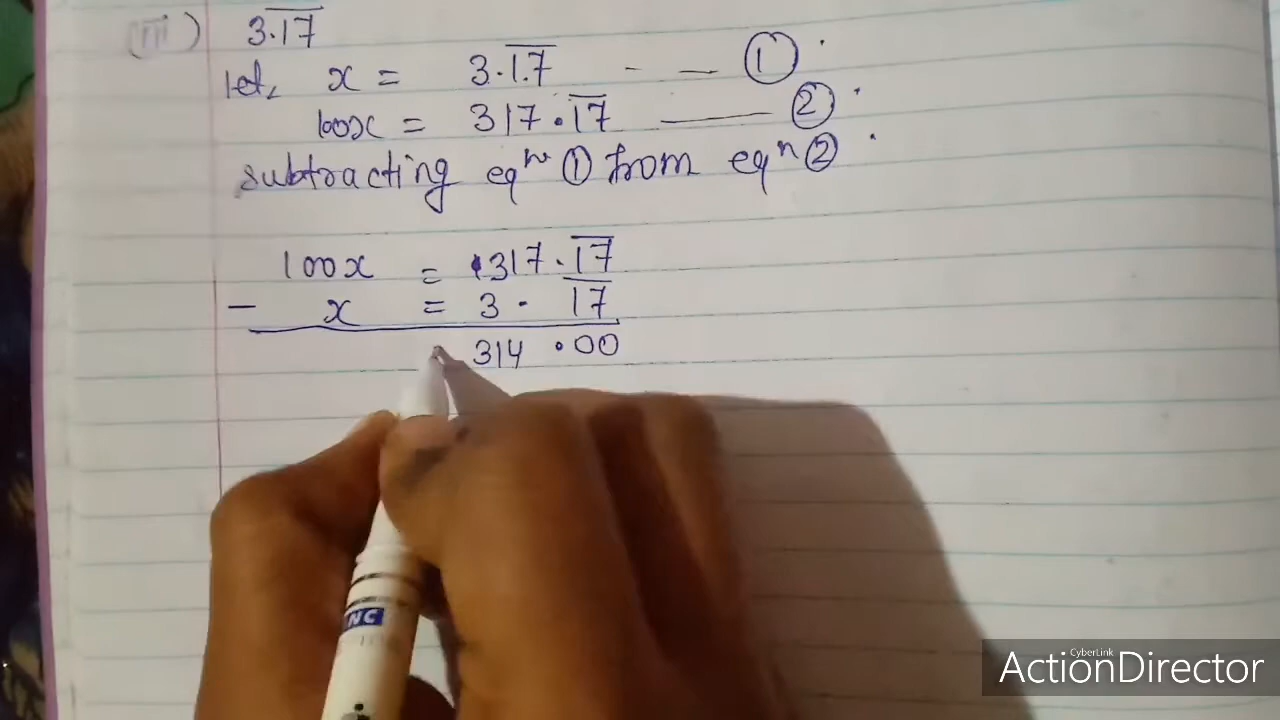 (iii) 3.1̅7̅
let, x = 3.1̅.7̅ - — ①
100x = 317.1̅7̅ — ②
subtracting eqⁿ ① from eqⁿ ②
100x = 317.1̅7̅
− x = 3. 1̅7̅
314 .00
NC
CyberLink
ActionDirector